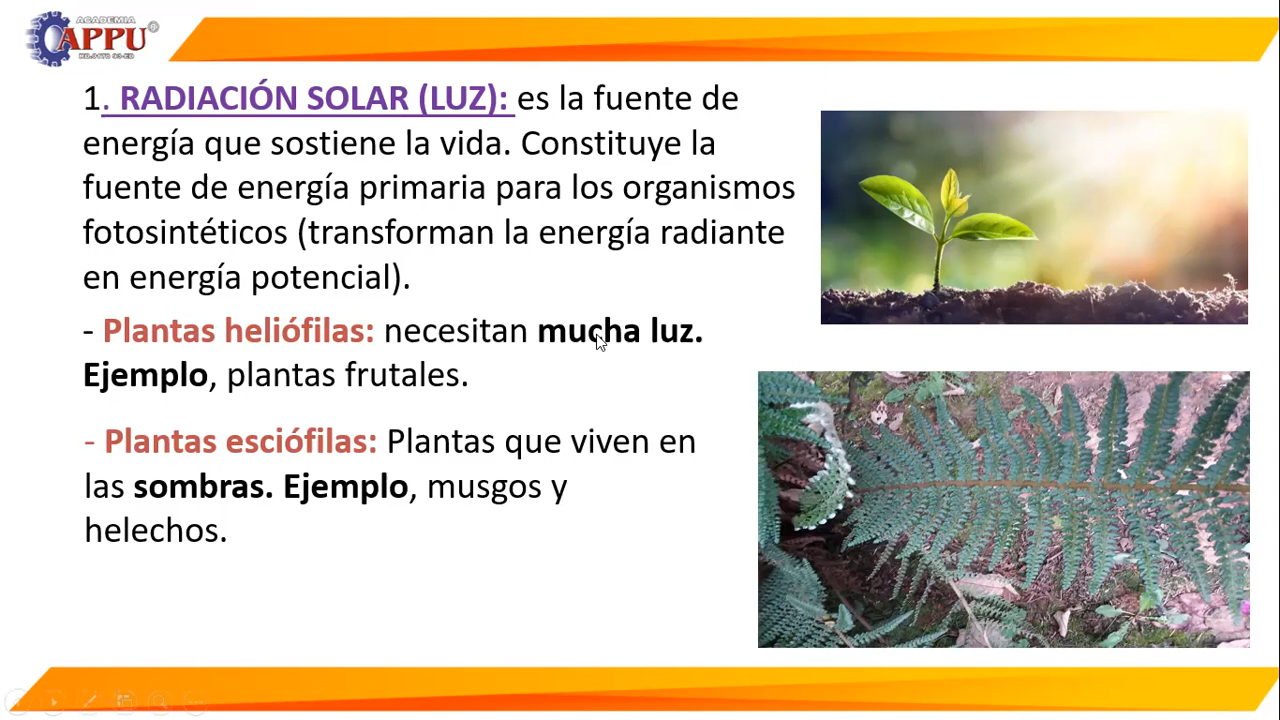 ACADEMIA
APPU
1. RADIACIÓN SOLAR (LUZ): es la fuente de
energía que sostiene la vida. Constituye la
fuente de energía primaria para los organismos
fotosintéticos (transforman la energía radiante
en energía potencial).
- Plantas heliófilas: necesitan mucha luz.
Ejemplo, plantas frutales.
- Plantas esciófilas: Plantas que viven en
las sombras. Ejemplo, musgos y
helechos.